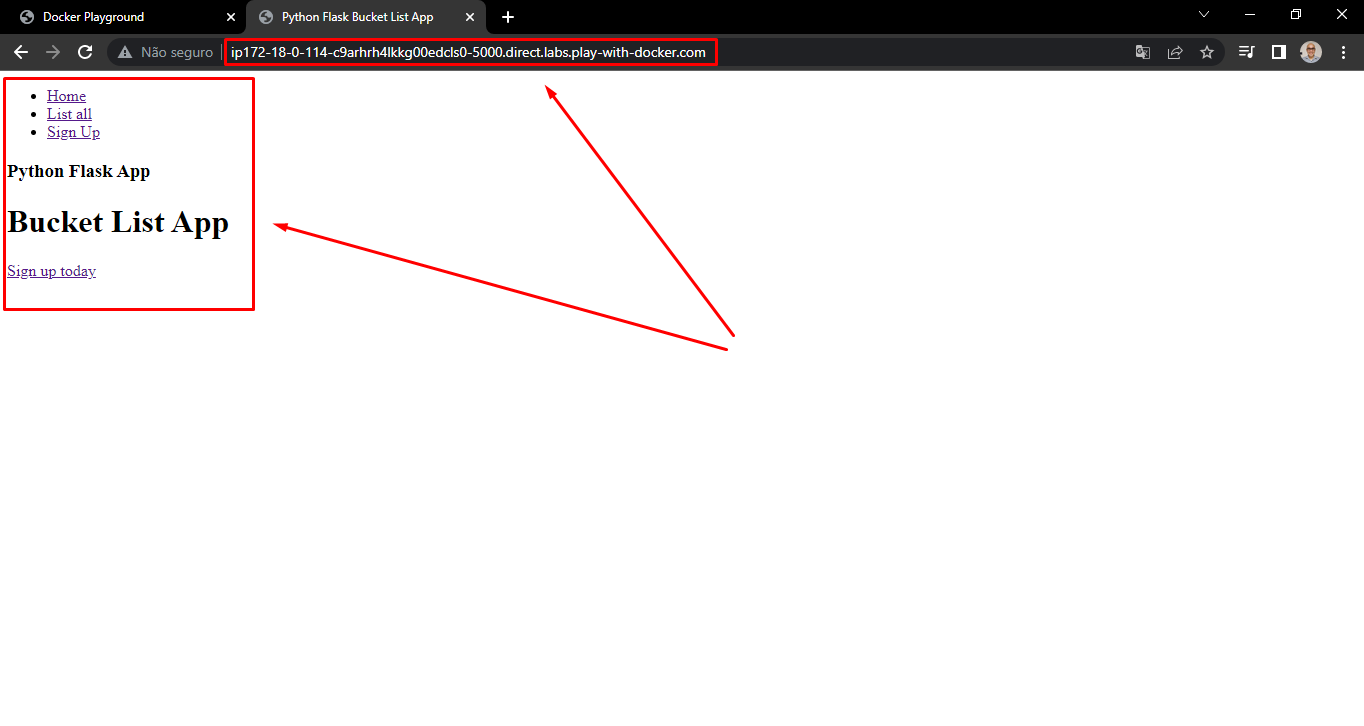 Docker Playground
Python Flask Bucket List App
Não seguro
ip172-18-0-114-c9arhrh4lkkg00edcls0-5000.direct.labs.play-with-docker.com
Home
List all
Sign Up
Python Flask App
Bucket List App
Sign up today